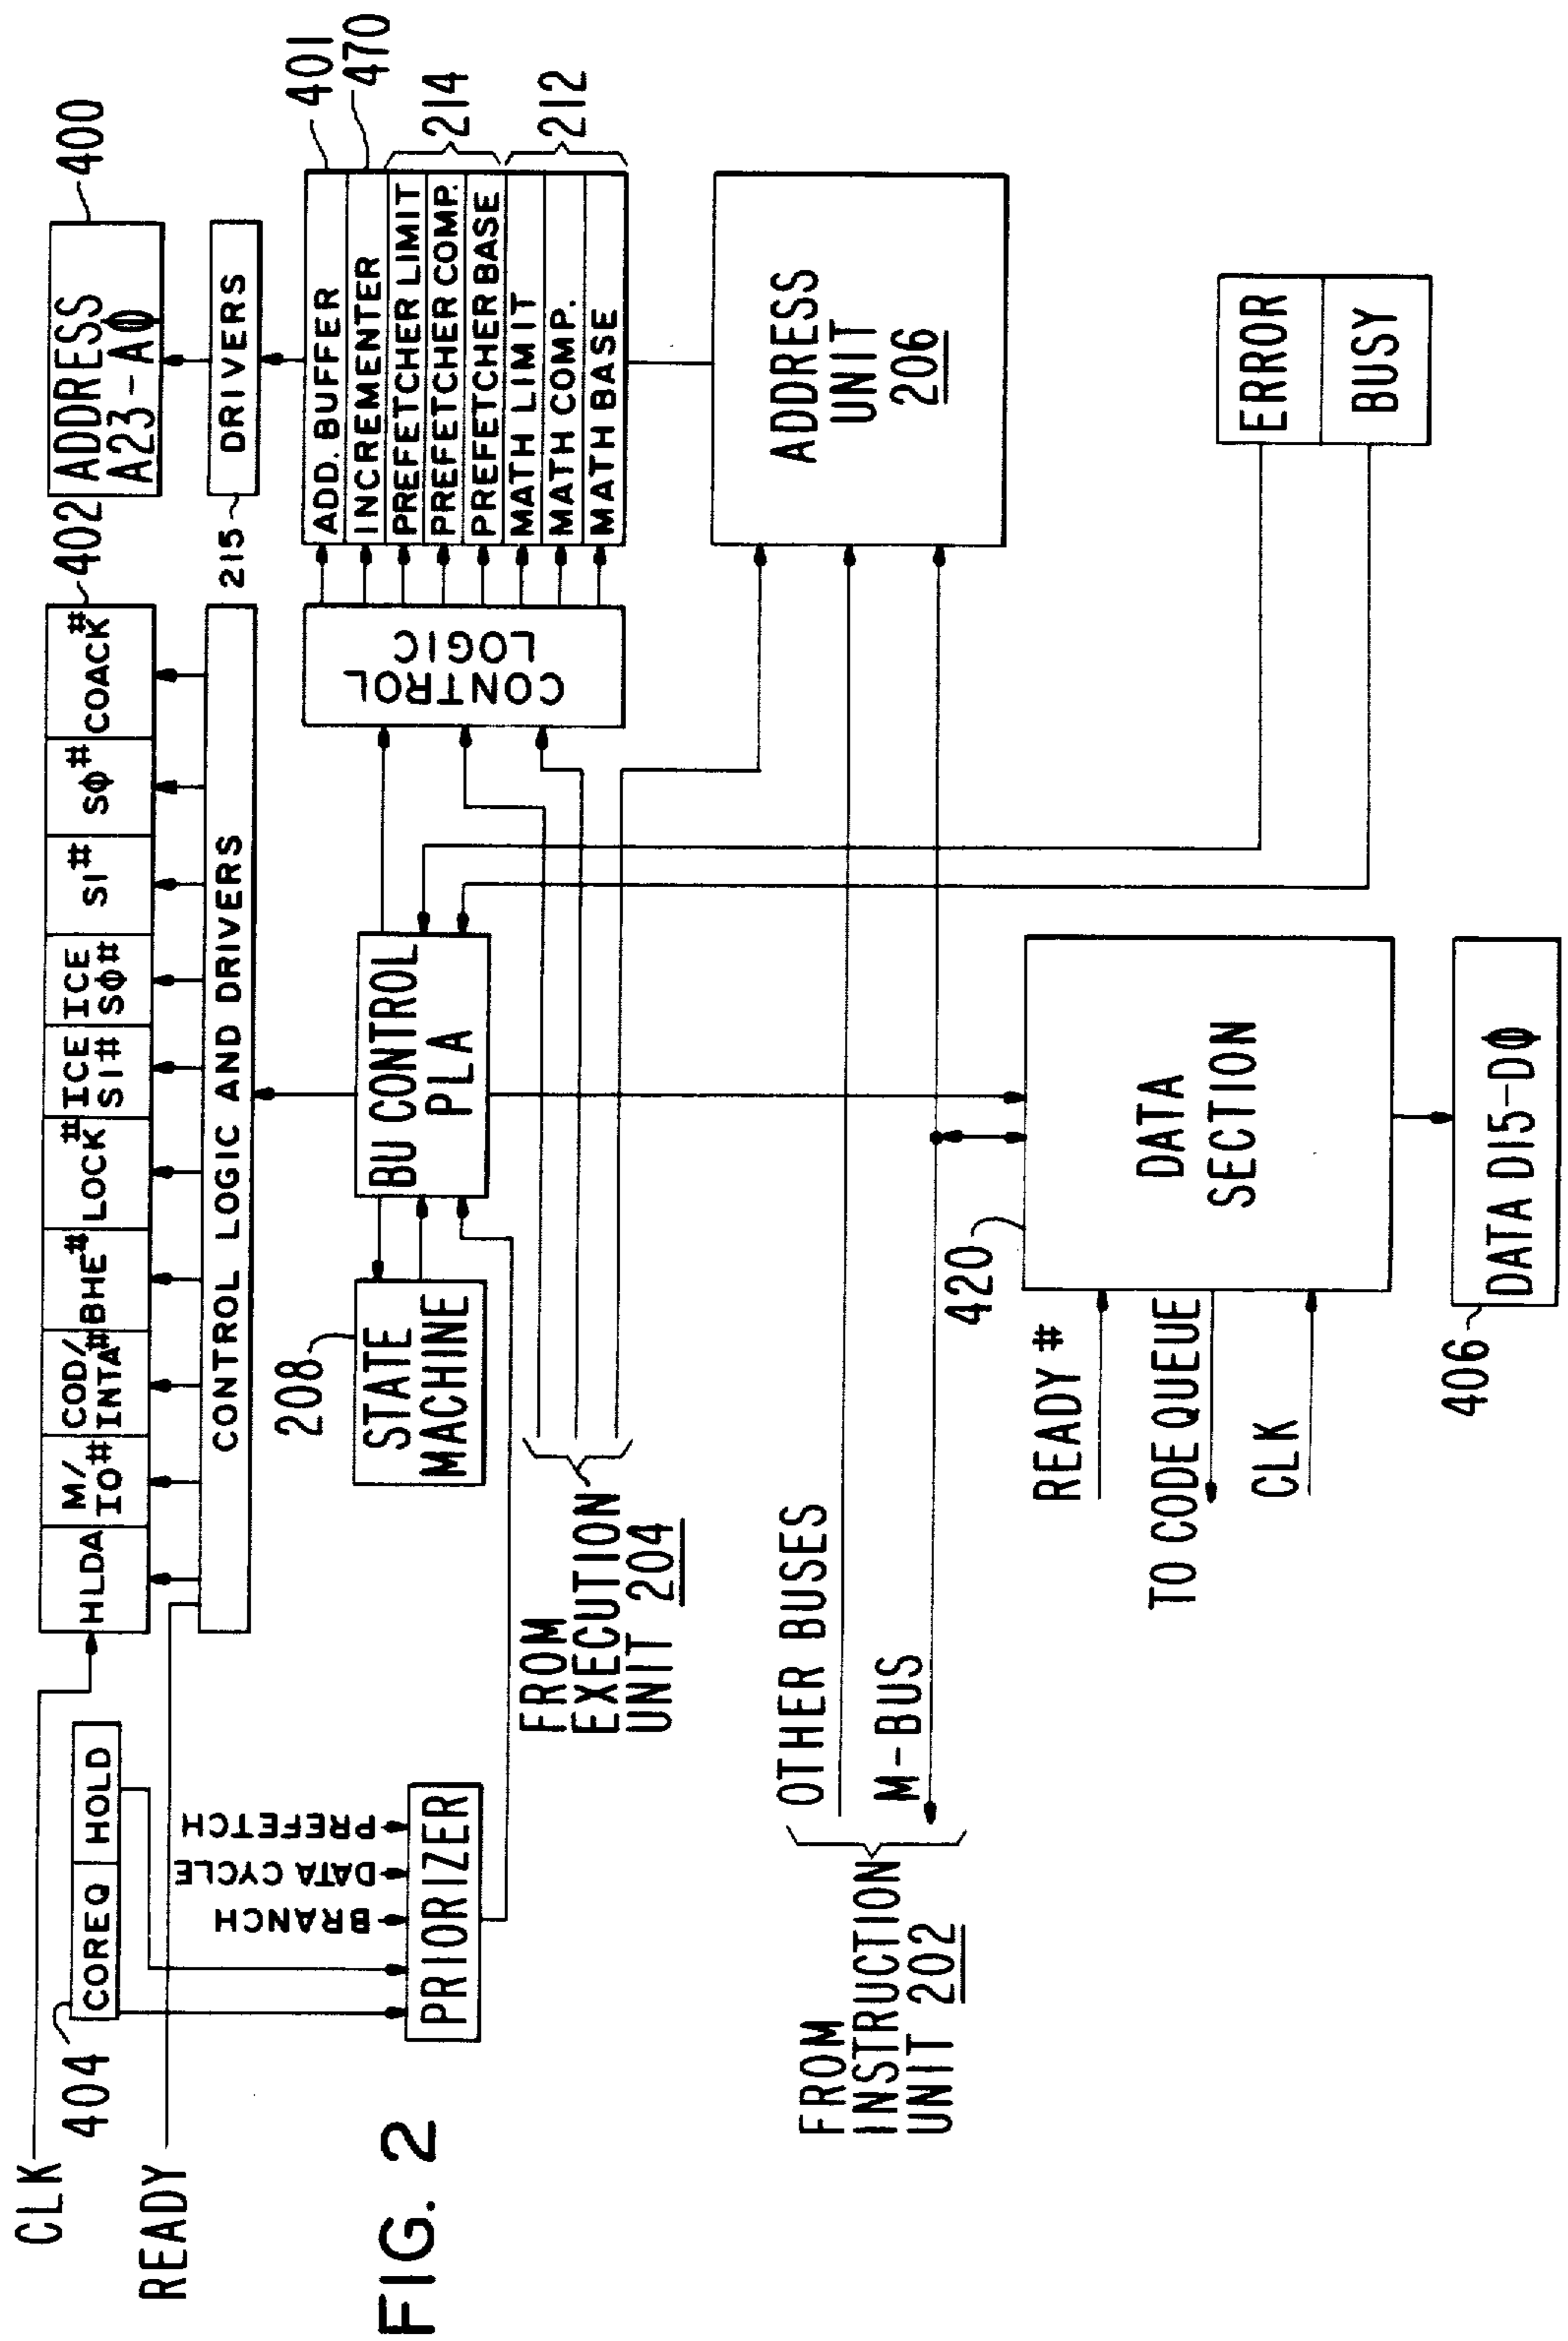 CLK
READY
404
COREQ
HOLD
HLDA
M/
IO#
COD/
INTA#
BHE#
LOCK#
ICE
S1#
ICE
SΦ#
S1#
SΦ#
COACK#
402
ADDRESS
A23-AΦ
400
CONTROL LOGIC AND DRIVERS
215
DRIVERS
BRANCH
DATA CYCLE
PREFETCH
PRIORIZER
208
STATE
MACHINE
BU CONTROL
PLA
CONTROL
LOGIC
ADD. BUFFER
INCREMENTER
PREFETCHER LIMIT
PREFETCHER COMP.
PREFETCHER BASE
MATH LIMIT
MATH COMP.
MATH BASE
401
470
214
212
FIG. 2
FROM
EXECUTION
UNIT 204
ADDRESS
UNIT
206
OTHER BUSES
M-BUS
FROM
INSTRUCTION
UNIT 202
420
READY #
TO CODE QUEUE
CLK
DATA
SECTION
ERROR
BUSY
406
DATA D15-DΦ